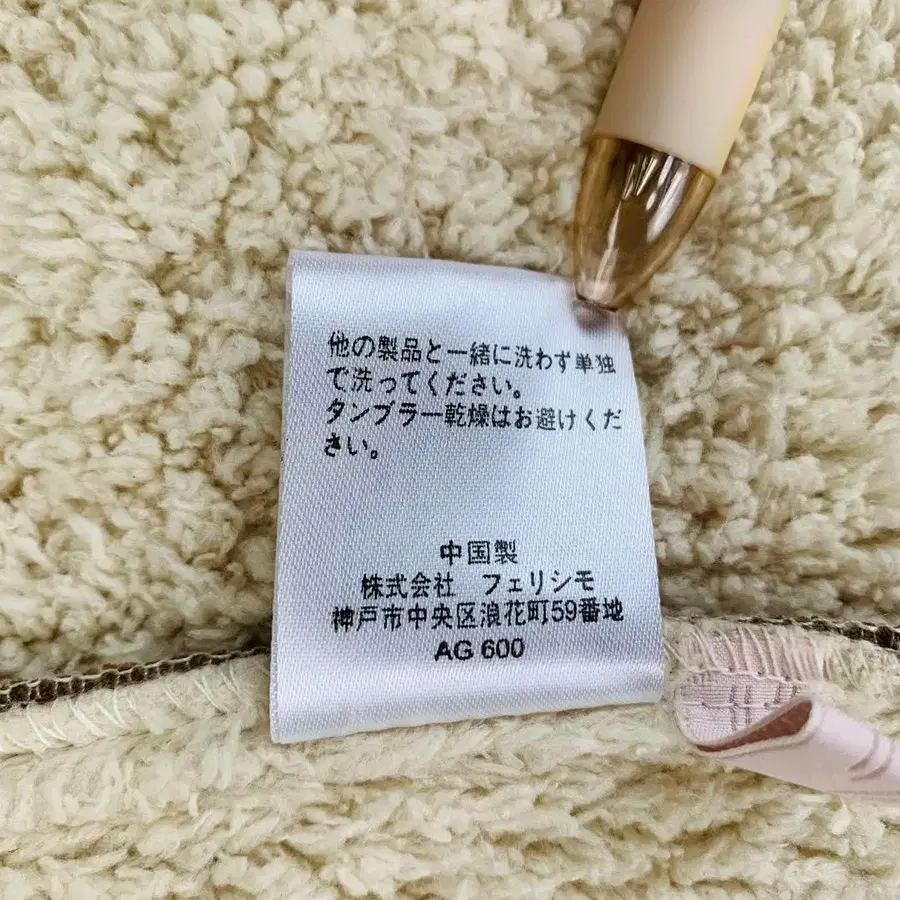 他の製品と一緒に洗わず単独
で洗ってください。
タンブラー乾燥はお避けくだ
さい。
中国製
株式会社 フェリシモ
神戸市中央区浪花町59番地
AG 600